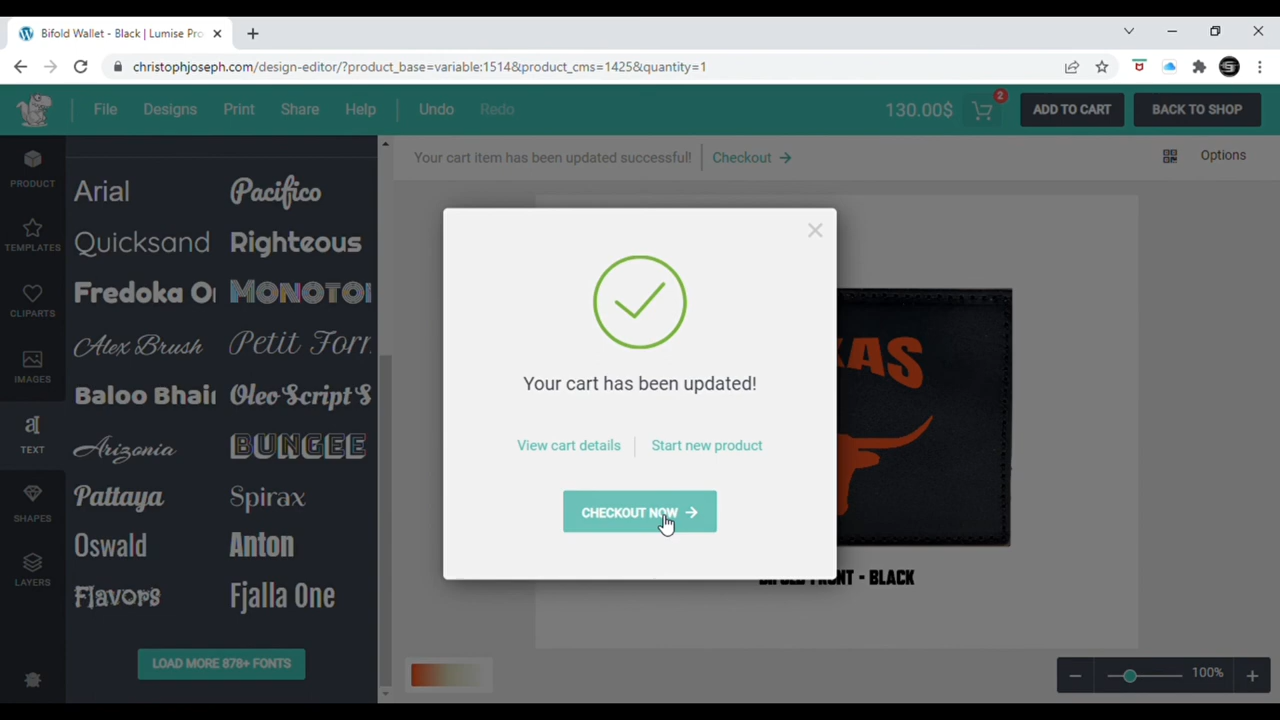 Bifold Wallet - Black | Lumise Pro
christophjoseph.com/design-editor/?product_base=variable:1514&product_cms=1425&quantity=1
File Designs Print Share Help Undo Redo 130.00$ 2 ADD TO CART BACK TO SHOP
Your cart item has been updated successful! Checkout → Options
PRODUCT
TEMPLATES
CLIPARTS
IMAGES
TEXT
SHAPES
LAYERS
Arial Pacifico
Quicksand Righteous
Fredoka O
Alex Brush Petit For
Baloo Bhai Oleo Script S
Arizonia BUNGEE
Pattaya Spirax
Oswald Anton
Flavors Fjalla One
LOAD MORE 878+ FONTS
Your cart has been updated!
View cart details Start new product
CHECKOUT NOW →
XAS
NT - BLACK
100%